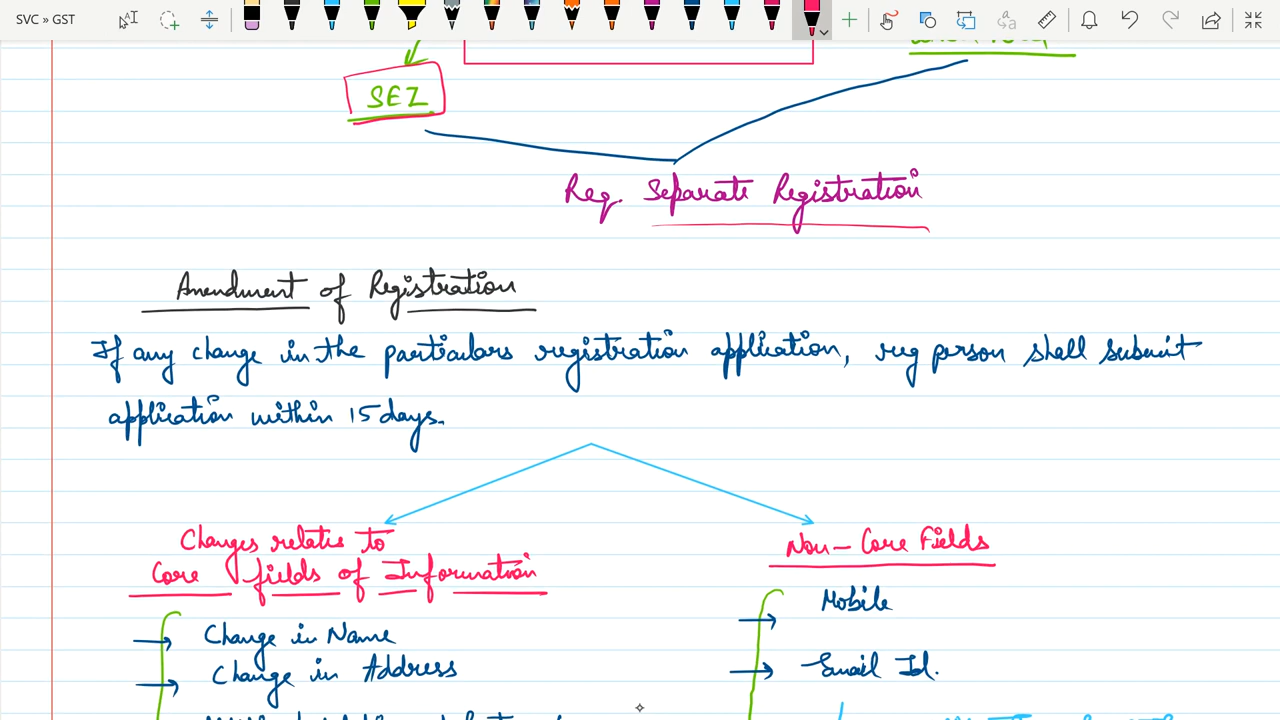 SVC » GST
SEZ
Req. Separate Registration
Amendment of Registration
If any change in the particulars registration application, reg person shall submit
application within 15 days.
Changes relates to
Core fields of Information
Non-Core Fields
Change in Name
Mobile
Change in Address
Email Id.